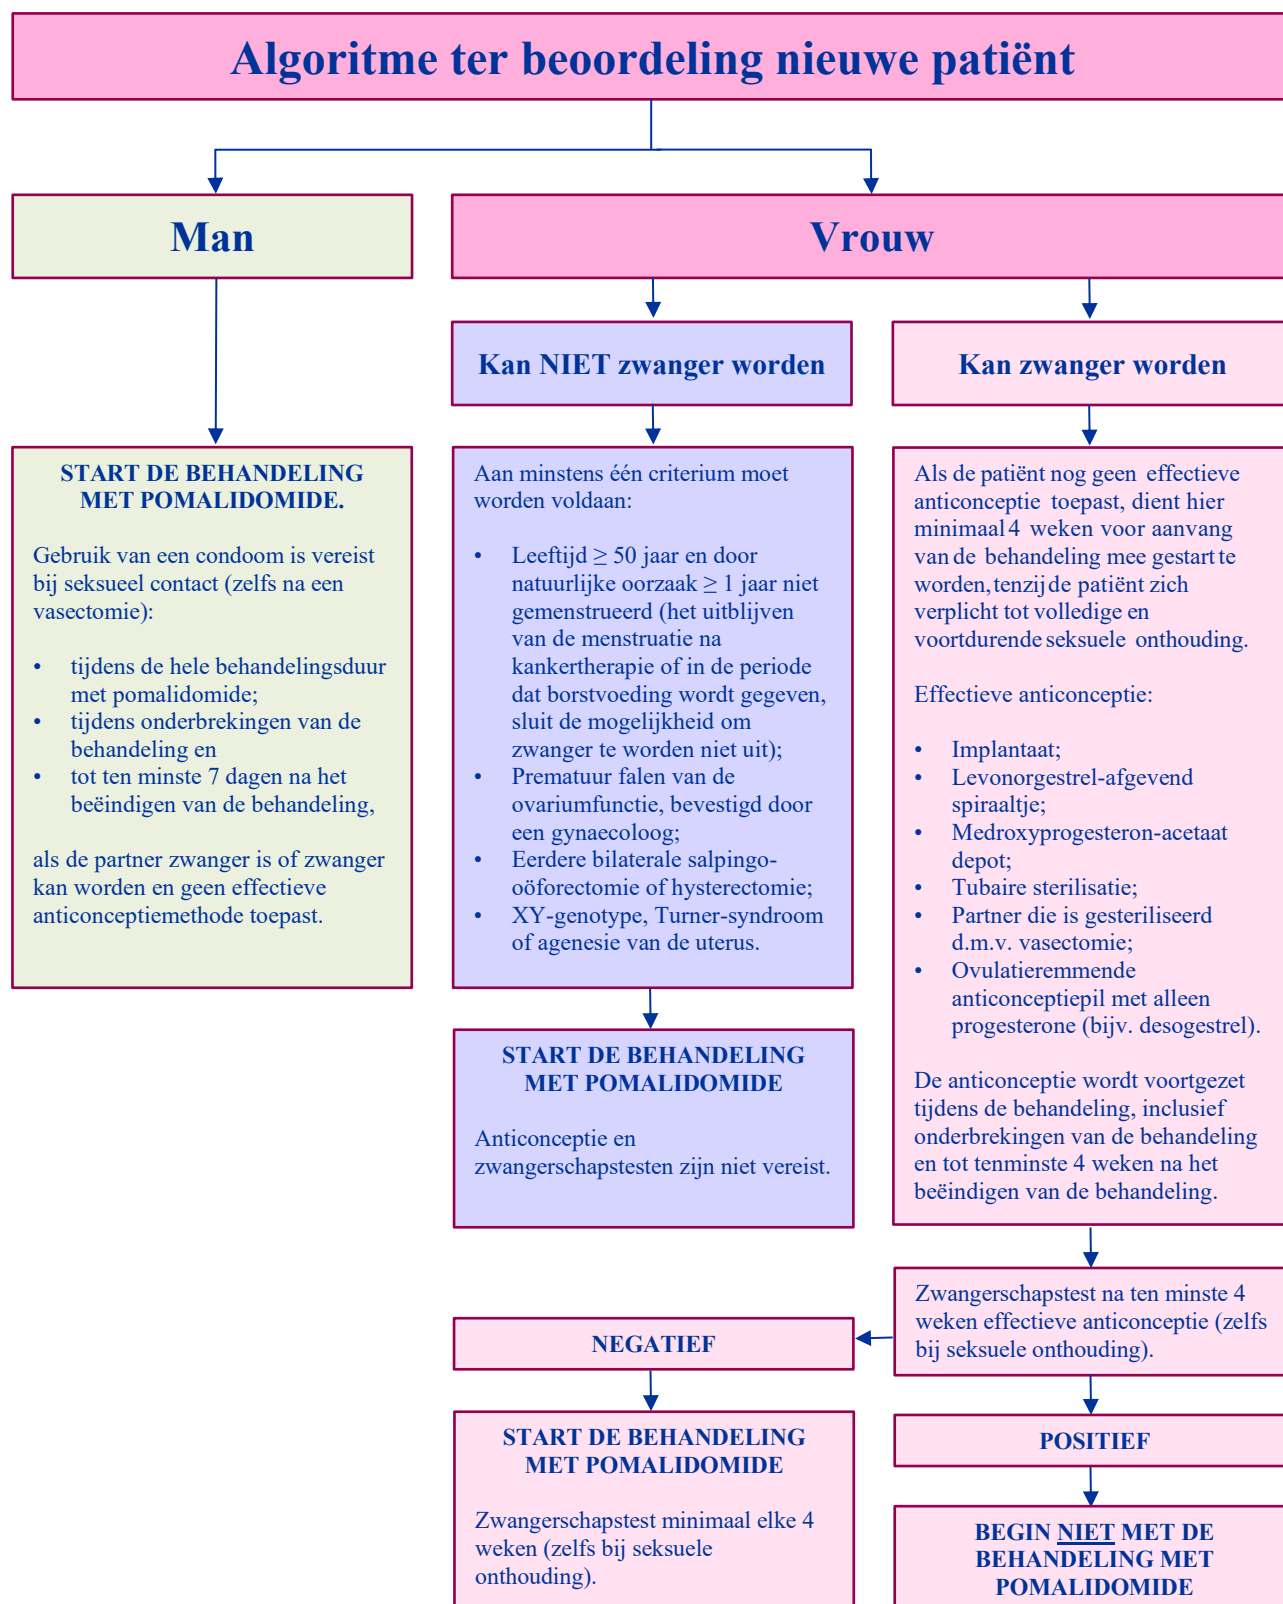 Algoritme ter beoordeling nieuwe patiënt
Man
Vrouw
Kan NIET zwanger worden
Kan zwanger worden
START DE BEHANDELING
MET POMALIDOMIDE.
Gebruik van een condoom is vereist
bij seksueel contact (zelfs na een
vasectomie):
• tijdens de hele behandelingsduur
met pomalidomide;
• tijdens onderbrekingen van de
behandeling en
• tot ten minste 7 dagen na het
beëindigen van de behandeling,
als de partner zwanger is of zwanger
kan worden en geen effectieve
anticonceptiemethode toepast.
Aan minstens één criterium moet
worden voldaan:
• Leeftijd ≥ 50 jaar en door
natuurlijke oorzaak ≥ 1 jaar niet
gemenstrueerd (het uitblijven
van de menstruatie na
kankertherapie of in de periode
dat borstvoeding wordt gegeven,
sluit de mogelijkheid om
zwanger te worden niet uit);
• Prematuur falen van de
ovariumfunctie, bevestigd door
een gynaecoloog;
• Eerdere bilaterale salpingo-
oöforectomie of hysterectomie;
• XY-genotype, Turner-syndroom
of agenesie van de uterus.
START DE BEHANDELING
MET POMALIDOMIDE
Anticonceptie en
zwangerschapstesten zijn niet vereist.
Als de patiënt nog geen effectieve
anticonceptie toepast, dient hier
minimaal 4 weken voor aanvang
van de behandeling mee gestart te
worden, tenzij de patiënt zich
verplicht tot volledige en
voortdurende seksuele onthouding.
Effectieve anticonceptie:
• Implantaat;
• Levonorgestrel-afgevend
spiraaltje;
• Medroxyprogesteron-acetaat
depot;
• Tubaire sterilisatie;
• Partner die is gesteriliseerd
d.m.v. vasectomie;
• Ovulatieremmende
anticonceptiepil met alleen
progesterone (bijv. desogestrel).
De anticonceptie wordt voortgezet
tijdens de behandeling, inclusief
onderbrekingen van de behandeling
en tot tenminste 4 weken na het
beëindigen van de behandeling.
Zwangerschapstest na ten minste 4
weken effectieve anticonceptie (zelfs
bij seksuele onthouding).
NEGATIEF
START DE BEHANDELING
MET POMALIDOMIDE
Zwangerschapstest minimaal elke 4
weken (zelfs bij seksuele
onthouding).
POSITIEF
BEGIN NIET MET DE
BEHANDELING MET
POMALIDOMIDE